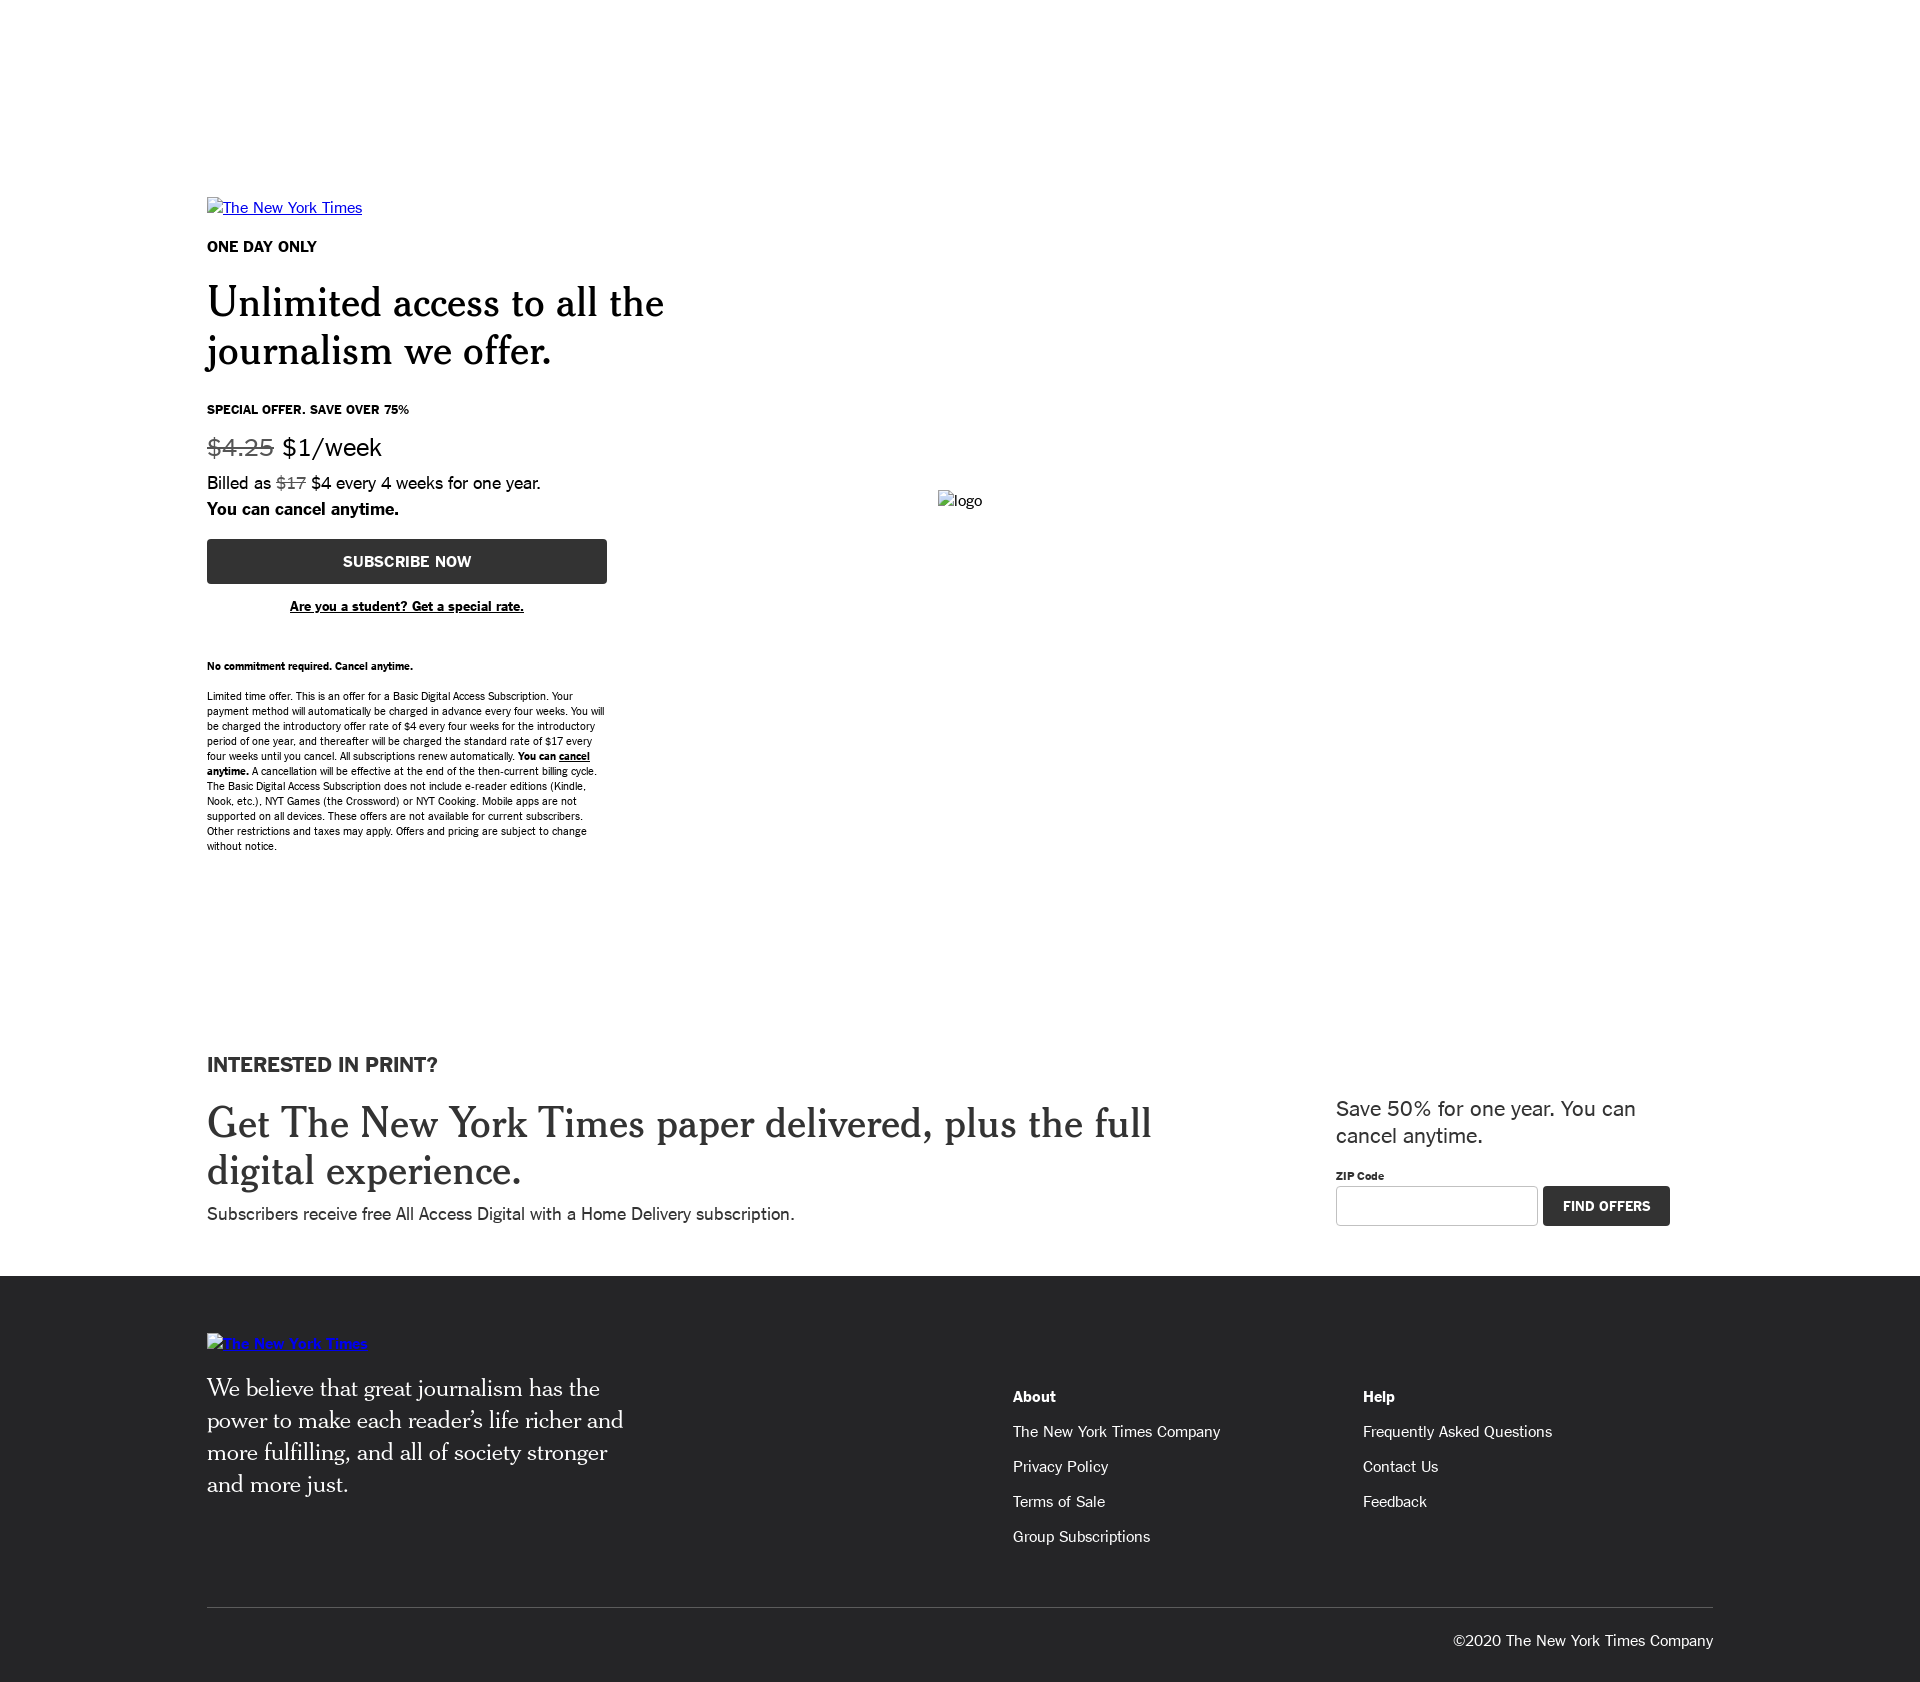 The New York Times
ONE DAY ONLY
Unlimited access to all the
journalism we offer.
SPECIAL OFFER. SAVE OVER 75%
$4.25 $1/week
Billed as $17 $4 every 4 weeks for one year.
You can cancel anytime.
logo
SUBSCRIBE NOW
Are you a student? Get a special rate.
No commitment required. Cancel anytime.
Limited time offer. This is an offer for a Basic Digital Access Subscription. Your
payment method will automatically be charged in advance every four weeks. You will
be charged the introductory offer rate of $4 every four weeks for the introductory
period of one year, and thereafter will be charged the standard rate of $17 every
four weeks until you cancel. All subscriptions renew automatically. You can cancel
anytime. A cancellation will be effective at the end of the then-current billing cycle.
The Basic Digital Access Subscription does not include e-reader editions (Kindle,
Nook, etc.), NYT Games (the Crossword) or NYT Cooking. Mobile apps are not
supported on all devices. These offers are not available for current subscribers.
Other restrictions and taxes may apply. Offers and pricing are subject to change
without notice.
INTERESTED IN PRINT?
Get The New York Times paper delivered, plus the full
digital experience.
Subscribers receive free All Access Digital with a Home Delivery subscription.
Save 50% for one year. You can
cancel anytime.
ZIP Code
FIND OFFERS
The New York Times
We believe that great journalism has the
power to make each reader’s life richer and
more fulfilling, and all of society stronger
and more just.
About
The New York Times Company
Privacy Policy
Terms of Sale
Group Subscriptions
Help
Frequently Asked Questions
Contact Us
Feedback
©2020 The New York Times Company